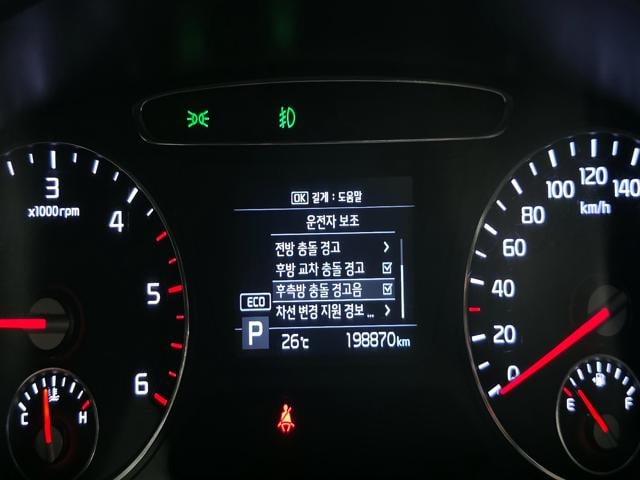 OK 길게 : 도움말
운전자 보조
전방 충돌 경고
후방 교차 충돌 경고
후측방 충돌 경고음
차선 변경 지원 경보 ...
ECO
P
26℃
198870km
3
x1000rpm
4
5
6
C
H
0
20
40
60
80
100
120
140
km/h
E
F